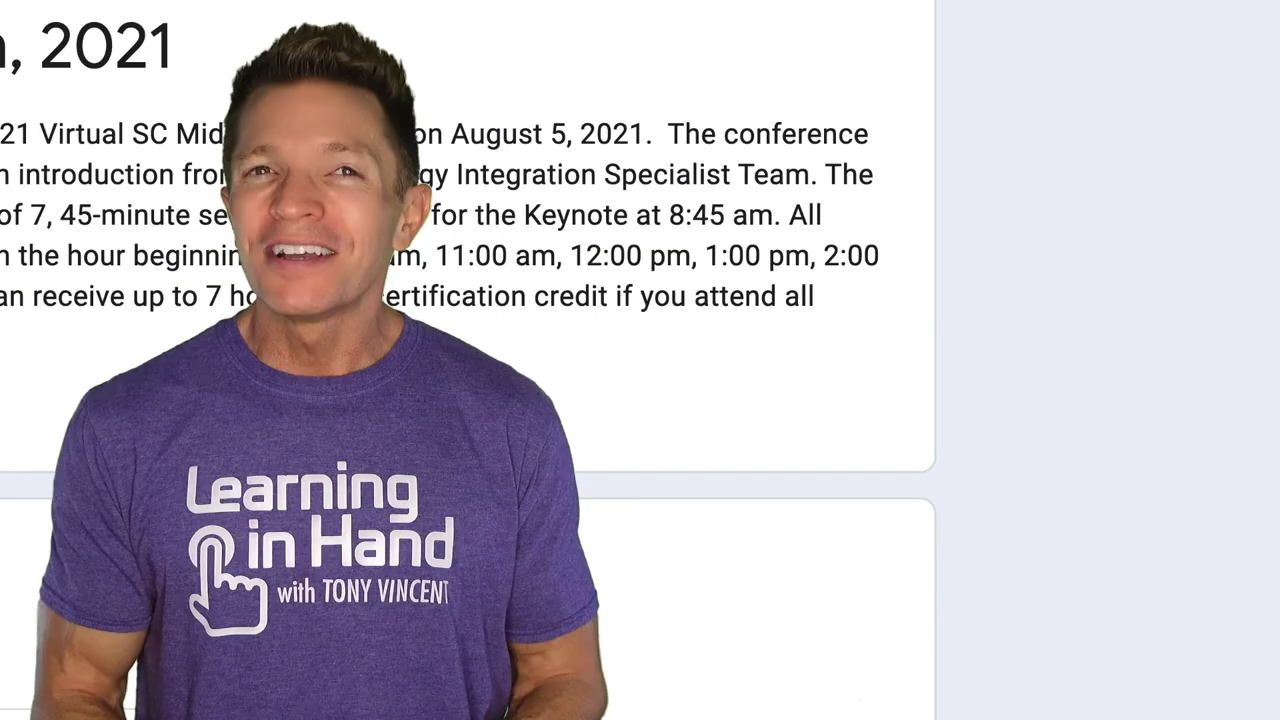 , 2021
21 Virtual SC Mid on August 5, 2021. The conference
introduction from gy Integration Specialist Team. The
of 7, 45-minute se for the Keynote at 8:45 am. All
the hour beginnin am, 11:00 am, 12:00 pm, 1:00 pm, 2:00
an receive up to 7 ho ertification credit if you attend all
Learning
in Hand
with TONY VINCENT